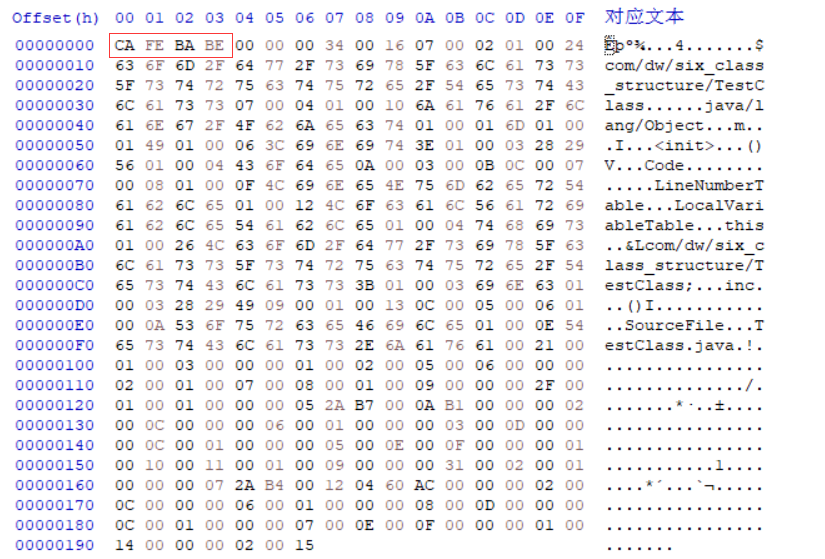 Offset(h) 00 01 02 03 04 05 06 07 08 09 0A 0B 0C 0D 0E 0F 对应文本
00000000 CA FE BA BE 00 00 00 34 00 16 07 00 02 01 00 24 Êþº¾...4.......$
00000010 63 6F 6D 2F 64 77 2F 73 69 78 5F 63 6C 61 73 73 com/dw/six_class
00000020 5F 73 74 72 75 63 74 75 72 65 2F 54 65 73 74 43 _structure/TestC
00000030 6C 61 73 73 07 00 04 01 00 10 6A 61 76 61 2F 6C lass......java/l
00000040 61 6E 67 2F 4F 62 6A 65 63 74 01 00 01 6D 01 00 ang/Object...m..
00000050 01 49 01 00 06 3C 69 6E 69 74 3E 01 00 03 28 29 .I...<init>...()
00000060 56 01 00 04 43 6F 64 65 0A 00 03 00 0B 0C 00 07 V...Code........
00000070 00 08 01 00 0F 4C 69 6E 65 4E 75 6D 62 65 72 54 .....LineNumberT
00000080 61 62 6C 65 01 00 12 4C 6F 63 61 6C 56 61 72 69 able...LocalVari
00000090 61 62 6C 65 54 61 62 6C 65 01 00 04 74 68 69 73 ableTable...this
000000A0 01 00 26 4C 63 6F 6D 2F 64 77 2F 73 69 78 5F 63 ..&Lcom/dw/six_c
000000B0 6C 61 73 73 5F 73 74 72 75 63 74 75 72 65 2F 54 lass_structure/T
000000C0 65 73 74 43 6C 61 73 73 3B 01 00 03 69 6E 63 01 estClass;...inc.
000000D0 00 03 28 29 49 09 00 01 00 13 0C 00 05 00 06 01 ..()I...........
000000E0 00 0A 53 6F 75 72 63 65 46 69 6C 65 01 00 0E 54 ..SourceFile...T
000000F0 65 73 74 43 6C 61 73 73 2E 6A 61 76 61 00 21 00 estClass.java.!.
00000100 01 00 03 00 00 00 01 00 02 00 05 00 06 00 00 00 ................
00000110 02 00 01 00 07 00 08 00 01 00 09 00 00 00 2F 00 ............../.
00000120 01 00 01 00 00 00 05 2A B7 00 0A B1 00 00 00 02 .......*·..±....
00000130 00 0C 00 00 00 06 00 01 00 00 00 03 00 0D 00 00 ................
00000140 00 0C 00 01 00 00 00 05 00 0E 00 0F 00 00 00 01 ................
00000150 00 10 00 11 00 01 00 09 00 00 00 31 00 02 00 01 ...........1....
00000160 00 00 00 07 2A B4 00 12 04 60 AC 00 00 00 02 00 ....*´...`¬.....
00000170 0C 00 00 00 06 00 01 00 00 00 08 00 0D 00 00 00 ................
00000180 0C 00 01 00 00 00 07 00 0E 00 0F 00 00 00 01 00 ................
00000190 14 00 00 00 02 00 15 .......